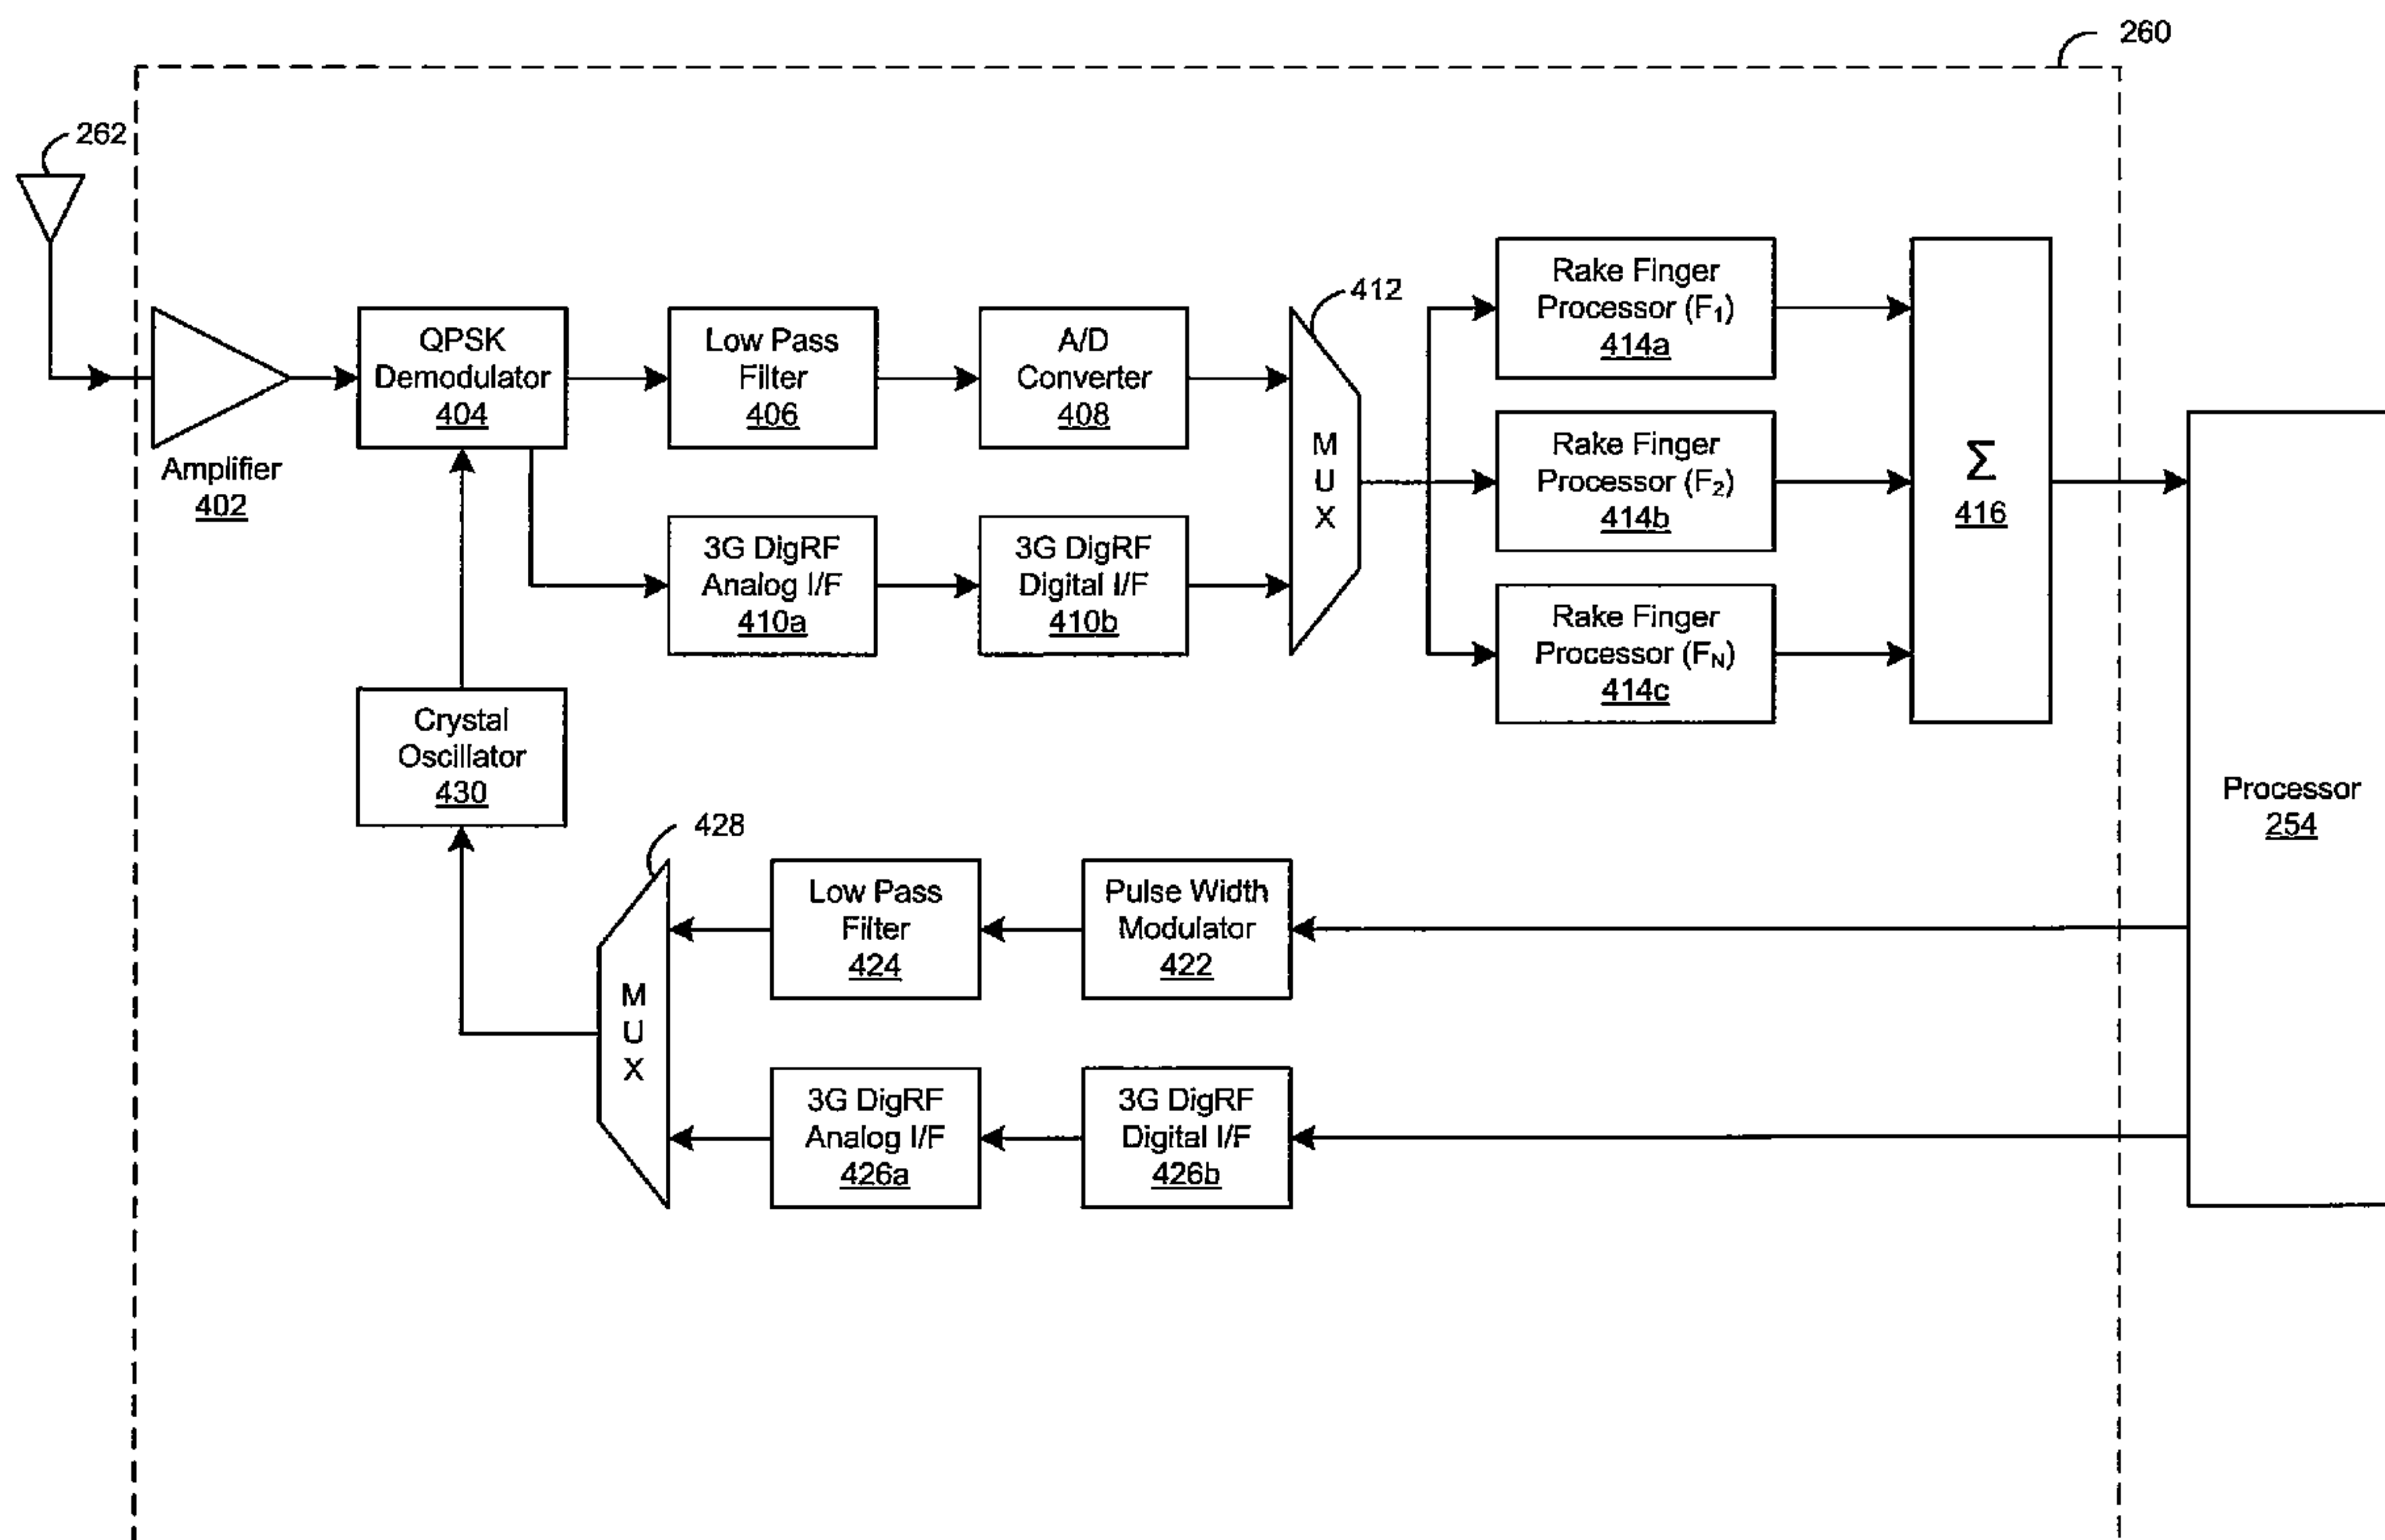 260
262
412
QPSK
Demodulator
404
Low Pass
Filter
406
A/D
Converter
408
Amplifier
402
3G DigRF
Analog I/F
410a
3G DigRF
Digital I/F
410b
M
U
X
Rake Finger
Processor (F₁)
414a
Rake Finger
Processor (F₂)
414b
Rake Finger
Processor (Fₙ)
414c
Σ
416
Crystal
Oscillator
430
428
M
U
X
Low Pass
Filter
424
Pulse Width
Modulator
422
3G DigRF
Analog I/F
426a
3G DigRF
Digital I/F
426b
Processor
254